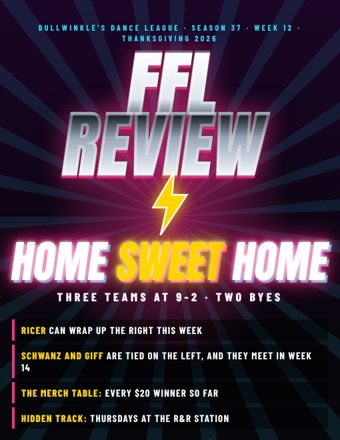 BULLWINKLE'S DANCE LEAGUE · SEASON 37 · WEEK 12 ·
THANKSGIVING 2026
FFL
REVIEW
HOME SWEET HOME
THREE TEAMS AT 9-2 · TWO BYES
RICER CAN WRAP UP THE RIGHT THIS WEEK
SCHWANZ AND GIFF ARE TIED ON THE LEFT, AND THEY MEET IN WEEK
14
THE MERCH TABLE: EVERY $20 WINNER SO FAR
HIDDEN TRACK: THURSDAYS AT THE R&R STATION